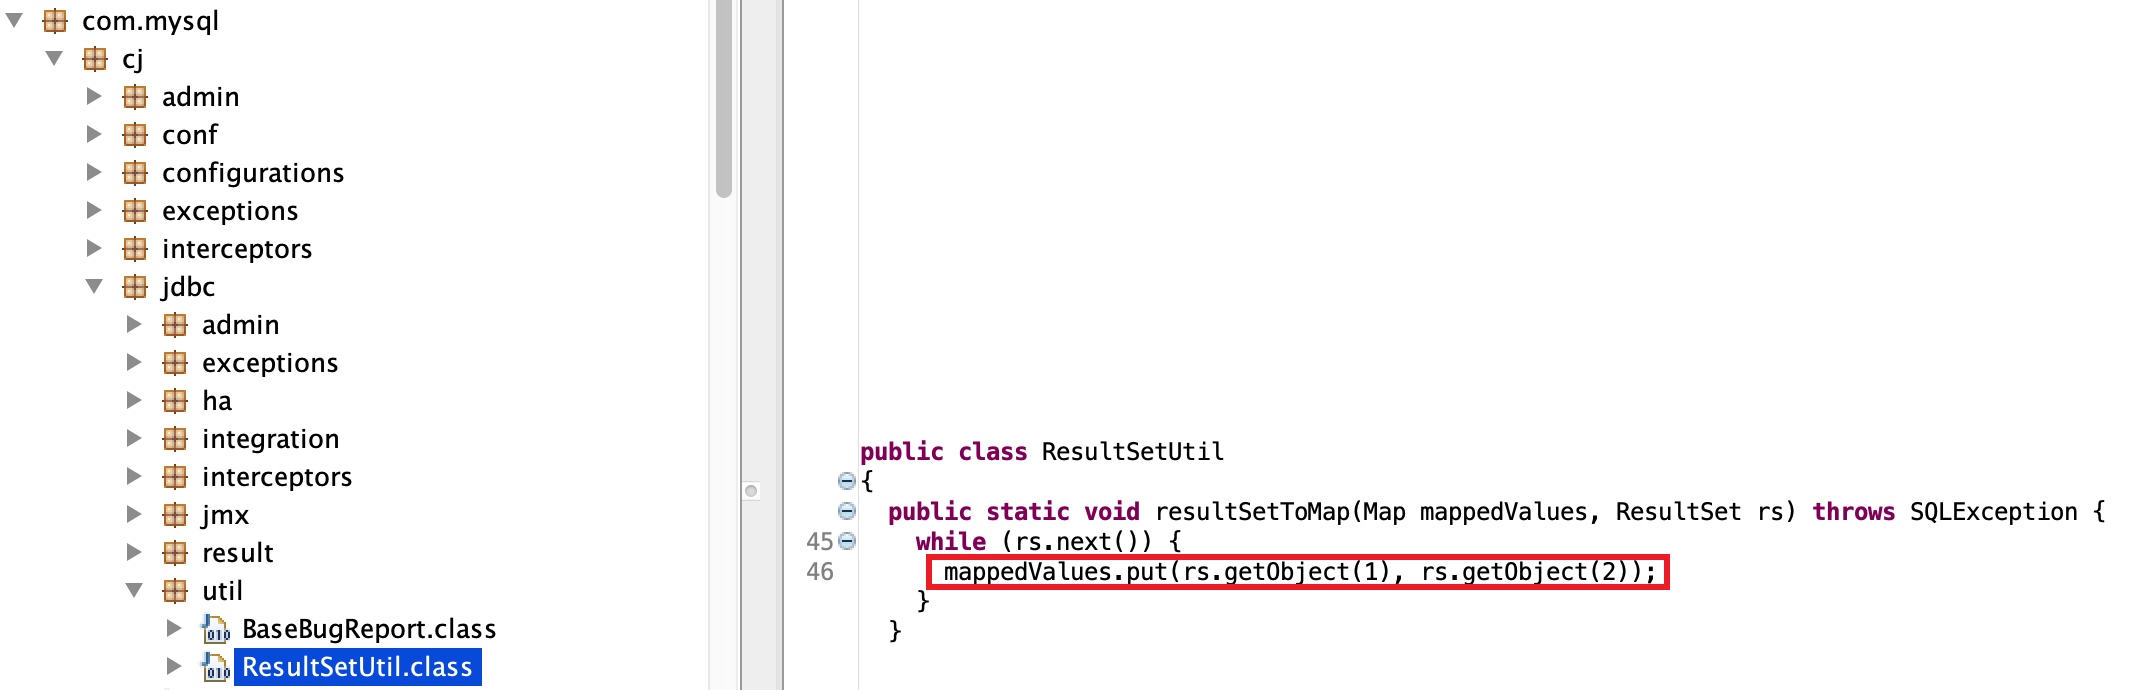 com.mysql
cj
admin
conf
configurations
exceptions
interceptors
jdbc
admin
exceptions
ha
integration
interceptors
jmx
result
util
BaseBugReport.class
ResultSetUtil.class
public class ResultSetUtil
{
public static void resultSetToMap(Map mappedValues, ResultSet rs) throws SQLException {
45 while (rs.next()) {
46 mappedValues.put(rs.getObject(1), rs.getObject(2));
}
}